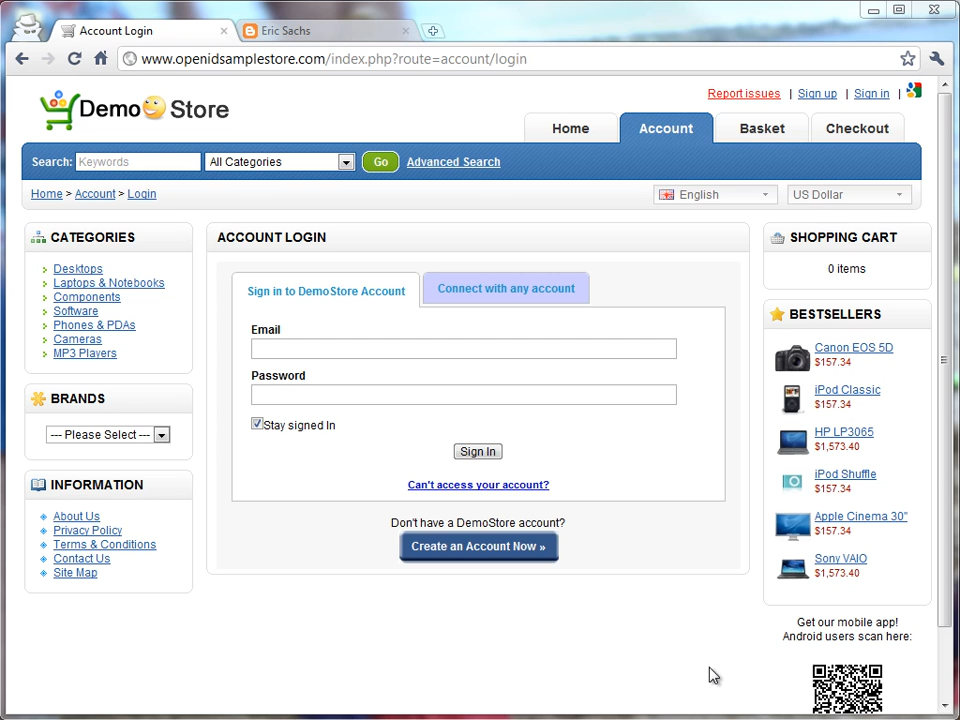 Account Login
Eric Sachs
www.openidsamplestore.com/index.php?route=account/login
Report issues | Sign up | Sign in |
Demo Store
Home
Account
Basket
Checkout
Search: Keywords All Categories Go Advanced Search
Home > Account > Login
English
US Dollar
CATEGORIES
Desktops
Laptops & Notebooks
Components
Software
Phones & PDAs
Cameras
MP3 Players
BRANDS
--- Please Select ---
INFORMATION
About Us
Privacy Policy
Terms & Conditions
Contact Us
Site Map
ACCOUNT LOGIN
Sign in to DemoStore Account
Connect with any account
Email
Password
Stay signed In
Sign In
Can't access your account?
Don't have a DemoStore account?
Create an Account Now »
SHOPPING CART
0 items
BESTSELLERS
Canon EOS 5D
$157.34
iPod Classic
$157.34
HP LP3065
$1,573.40
iPod Shuffle
$157.34
Apple Cinema 30"
$157.34
Sony VAIO
$1,573.40
Get our mobile app!
Android users scan here: